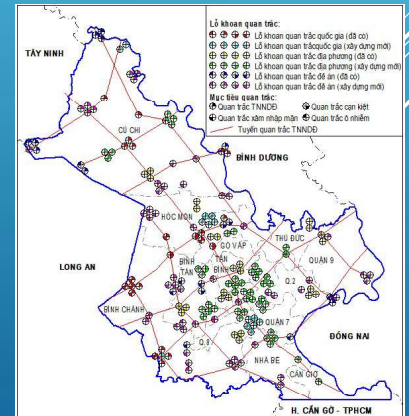 Lỗ khoan quan trắc:
Lỗ khoan quan trắc quốc gia (đã có)
Lỗ khoan quan trắcquốc gia (xây dựng mới)
Lỗ khoan quan trắc địa phương (đã có)
Lỗ khoan quan trắc địa phương (xây dựng mới)
Lỗ khoan quan trắc đề án (đã có)
Lỗ khoan quan trắc đề án (xây dựng mới)
Mục tiêu quan trắc:
Quan trắc TNNDĐ Quan trắc cạn kiệt
Quan trắc xâm nhập mặn Quan trắc ô nhiễm
Tuyến quan trắc TNNDĐ
TÂY NINH
CỦ CHI
BÌNH DƯƠNG
HÓC MÔN
THỦ ĐỨC
GÒ VẤP
QUẬN 9
LONG AN
BÌNH
TÂN
TÂN
BÌNH
Q.2
BÌNH CHÁNH
QUẬN 7
ĐỒNG NAI
Q.8
NHÀ BÈ
CẦN GIỜ
H. CẦN GỜ - TPHCM